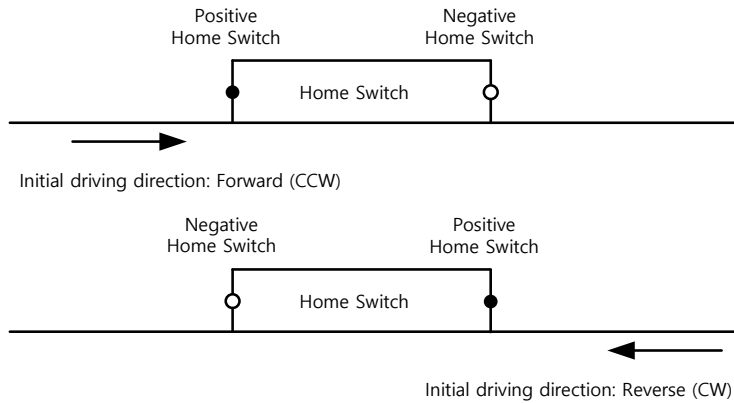 Positive
Home Switch
Negative
Home Switch
Home Switch
Initial driving direction: Forward (CCW)
Negative
Home Switch
Positive
Home Switch
Home Switch
Initial driving direction: Reverse (CW)